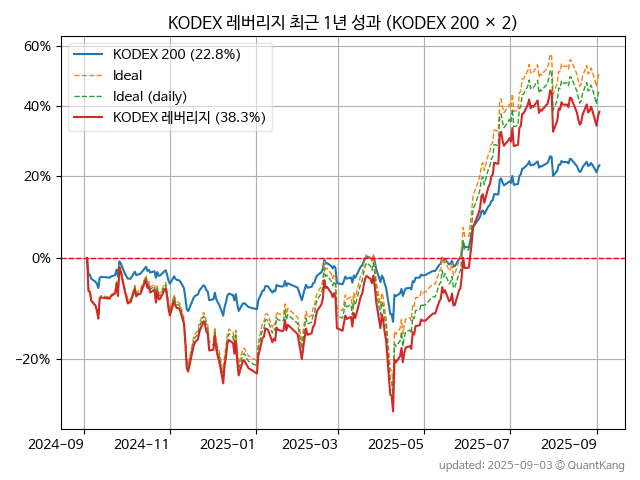 KODEX 레버리지 최근 1년 성과 (KODEX 200 × 2)
60%
40%
20%
0%
−20%
KODEX 200 (22.8%)
Ideal
Ideal (daily)
KODEX 레버리지 (38.3%)
2024−09 2024−11 2025−01 2025−03 2025−05 2025−07 2025−09
updated: 2025-09-03 © QuantKang